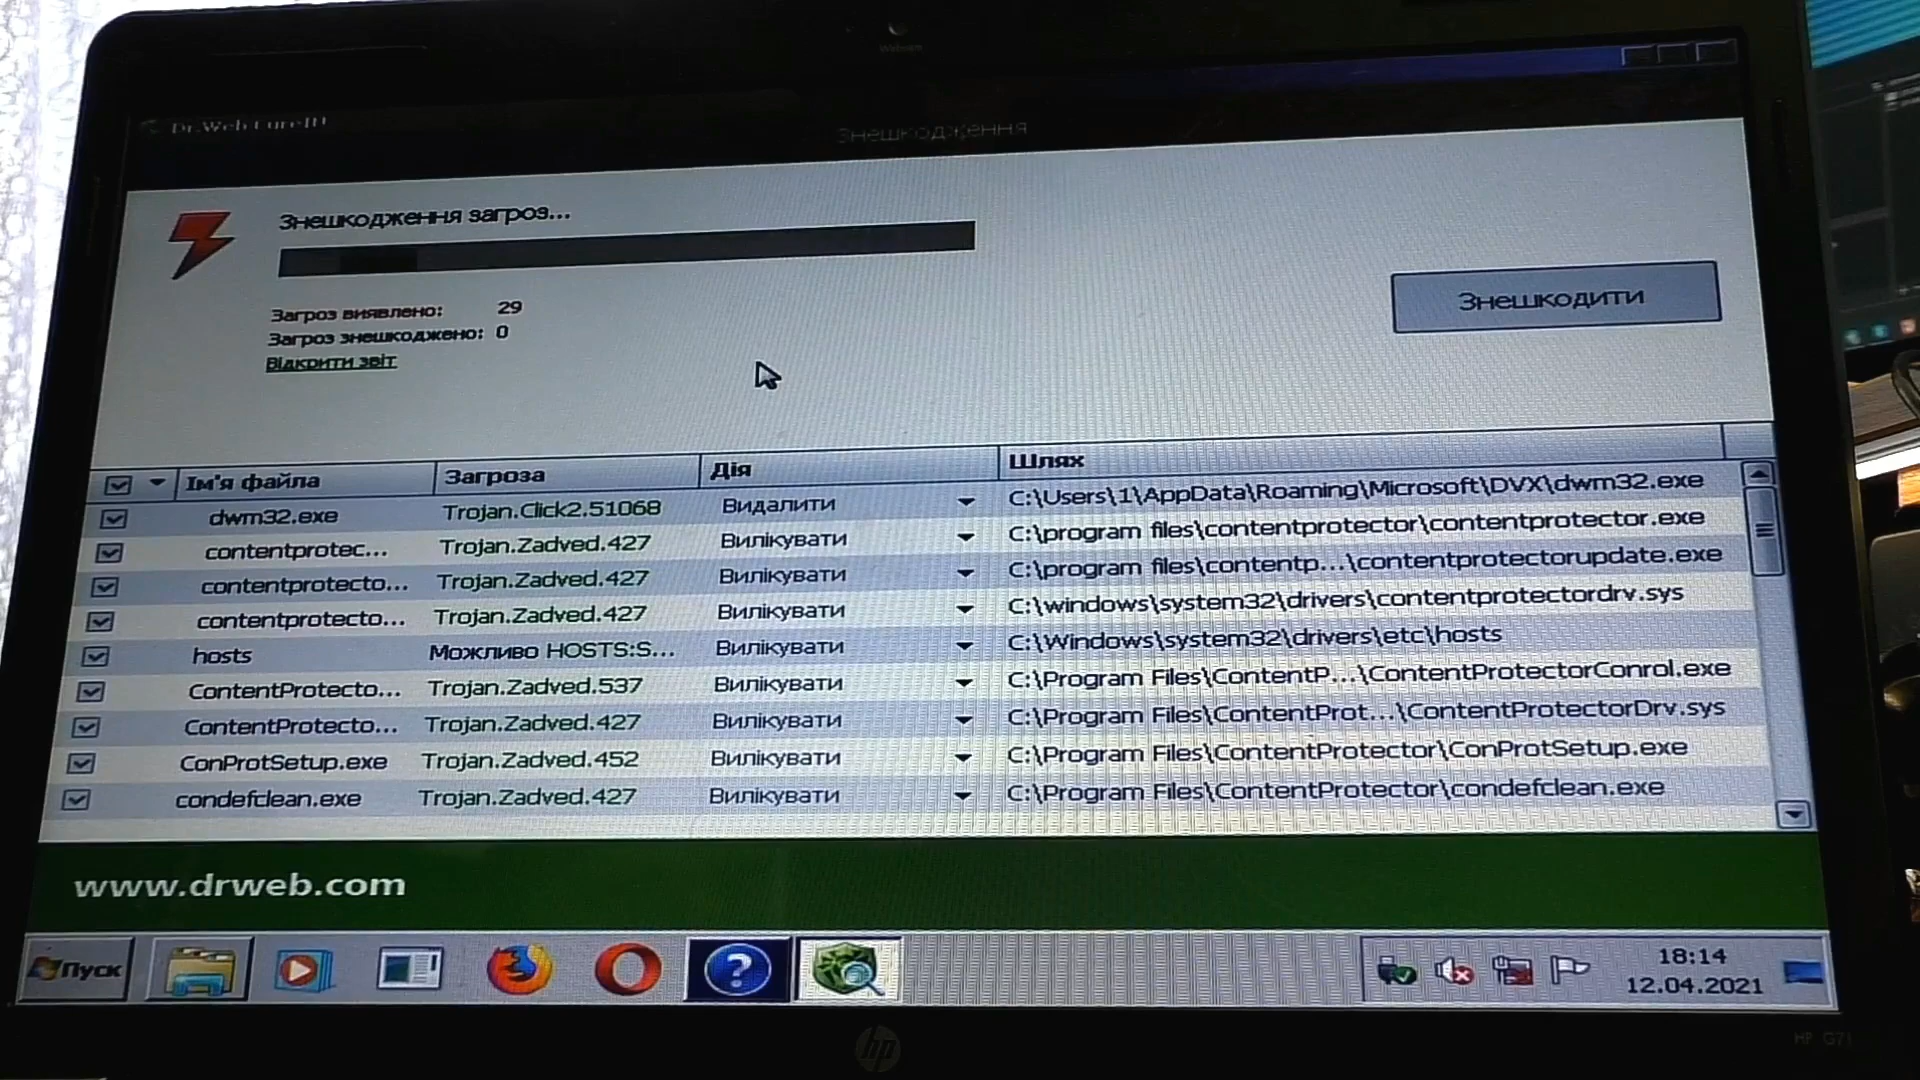 Webcam
Dr.Web CureIt!
Знешкодження
Знешкодження загроз...
Загроз виявлено: 29
Загроз знешкоджено: 0
Відкрити звіт
Знешкодити
Ім'я файла Загроза Дія Шлях
dwm32.exe Trojan.Click2.51068 Видалити C:\Users\1\AppData\Roaming\Microsoft\DVX\dwm32.exe
contentprotec... Trojan.Zadved.427 Вилікувати C:\program files\contentprotector\contentprotector.exe
contentprotecto... Trojan.Zadved.427 Вилікувати C:\program files\contentp...\contentprotectorupdate.exe
contentprotecto... Trojan.Zadved.427 Вилікувати C:\windows\system32\drivers\contentprotectordrv.sys
hosts Можливо HOSTS:S... Вилікувати C:\Windows\system32\drivers\etc\hosts
ContentProtecto... Trojan.Zadved.537 Вилікувати C:\Program Files\ContentP...\ContentProtectorConrol.exe
ContentProtecto... Trojan.Zadved.427 Вилікувати C:\Program Files\ContentProt...\ContentProtectorDrv.sys
ConProtSetup.exe Trojan.Zadved.452 Вилікувати C:\Program Files\ContentProtector\ConProtSetup.exe
condefclean.exe Trojan.Zadved.427 Вилікувати C:\Program Files\ContentProtector\condefclean.exe
www.drweb.com
Пуск
18:14
12.04.2021
hp